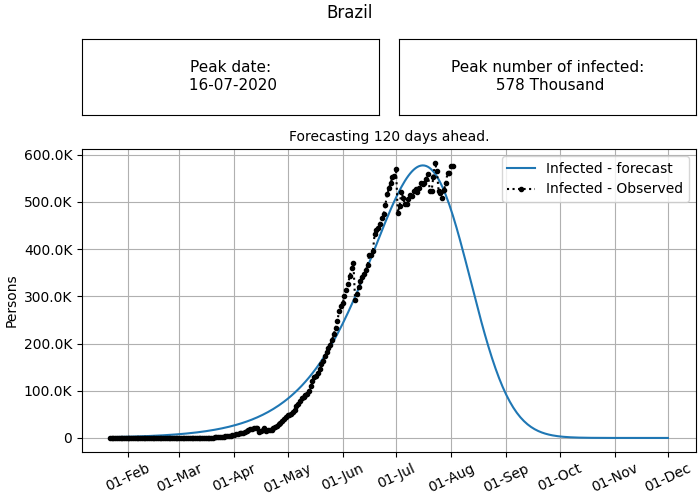 Brazil
Peak date:
16-07-2020
Peak number of infected:
578 Thousand
Forecasting 120 days ahead.
600.0K
500.0K
400.0K
300.0K
200.0K
100.0K
0
Persons
Infected - forecast
Infected - Observed
01-Feb
01-Mar
01-Apr
01-May
01-Jun
01-Jul
01-Aug
01-Sep
01-Oct
01-Nov
01-Dec